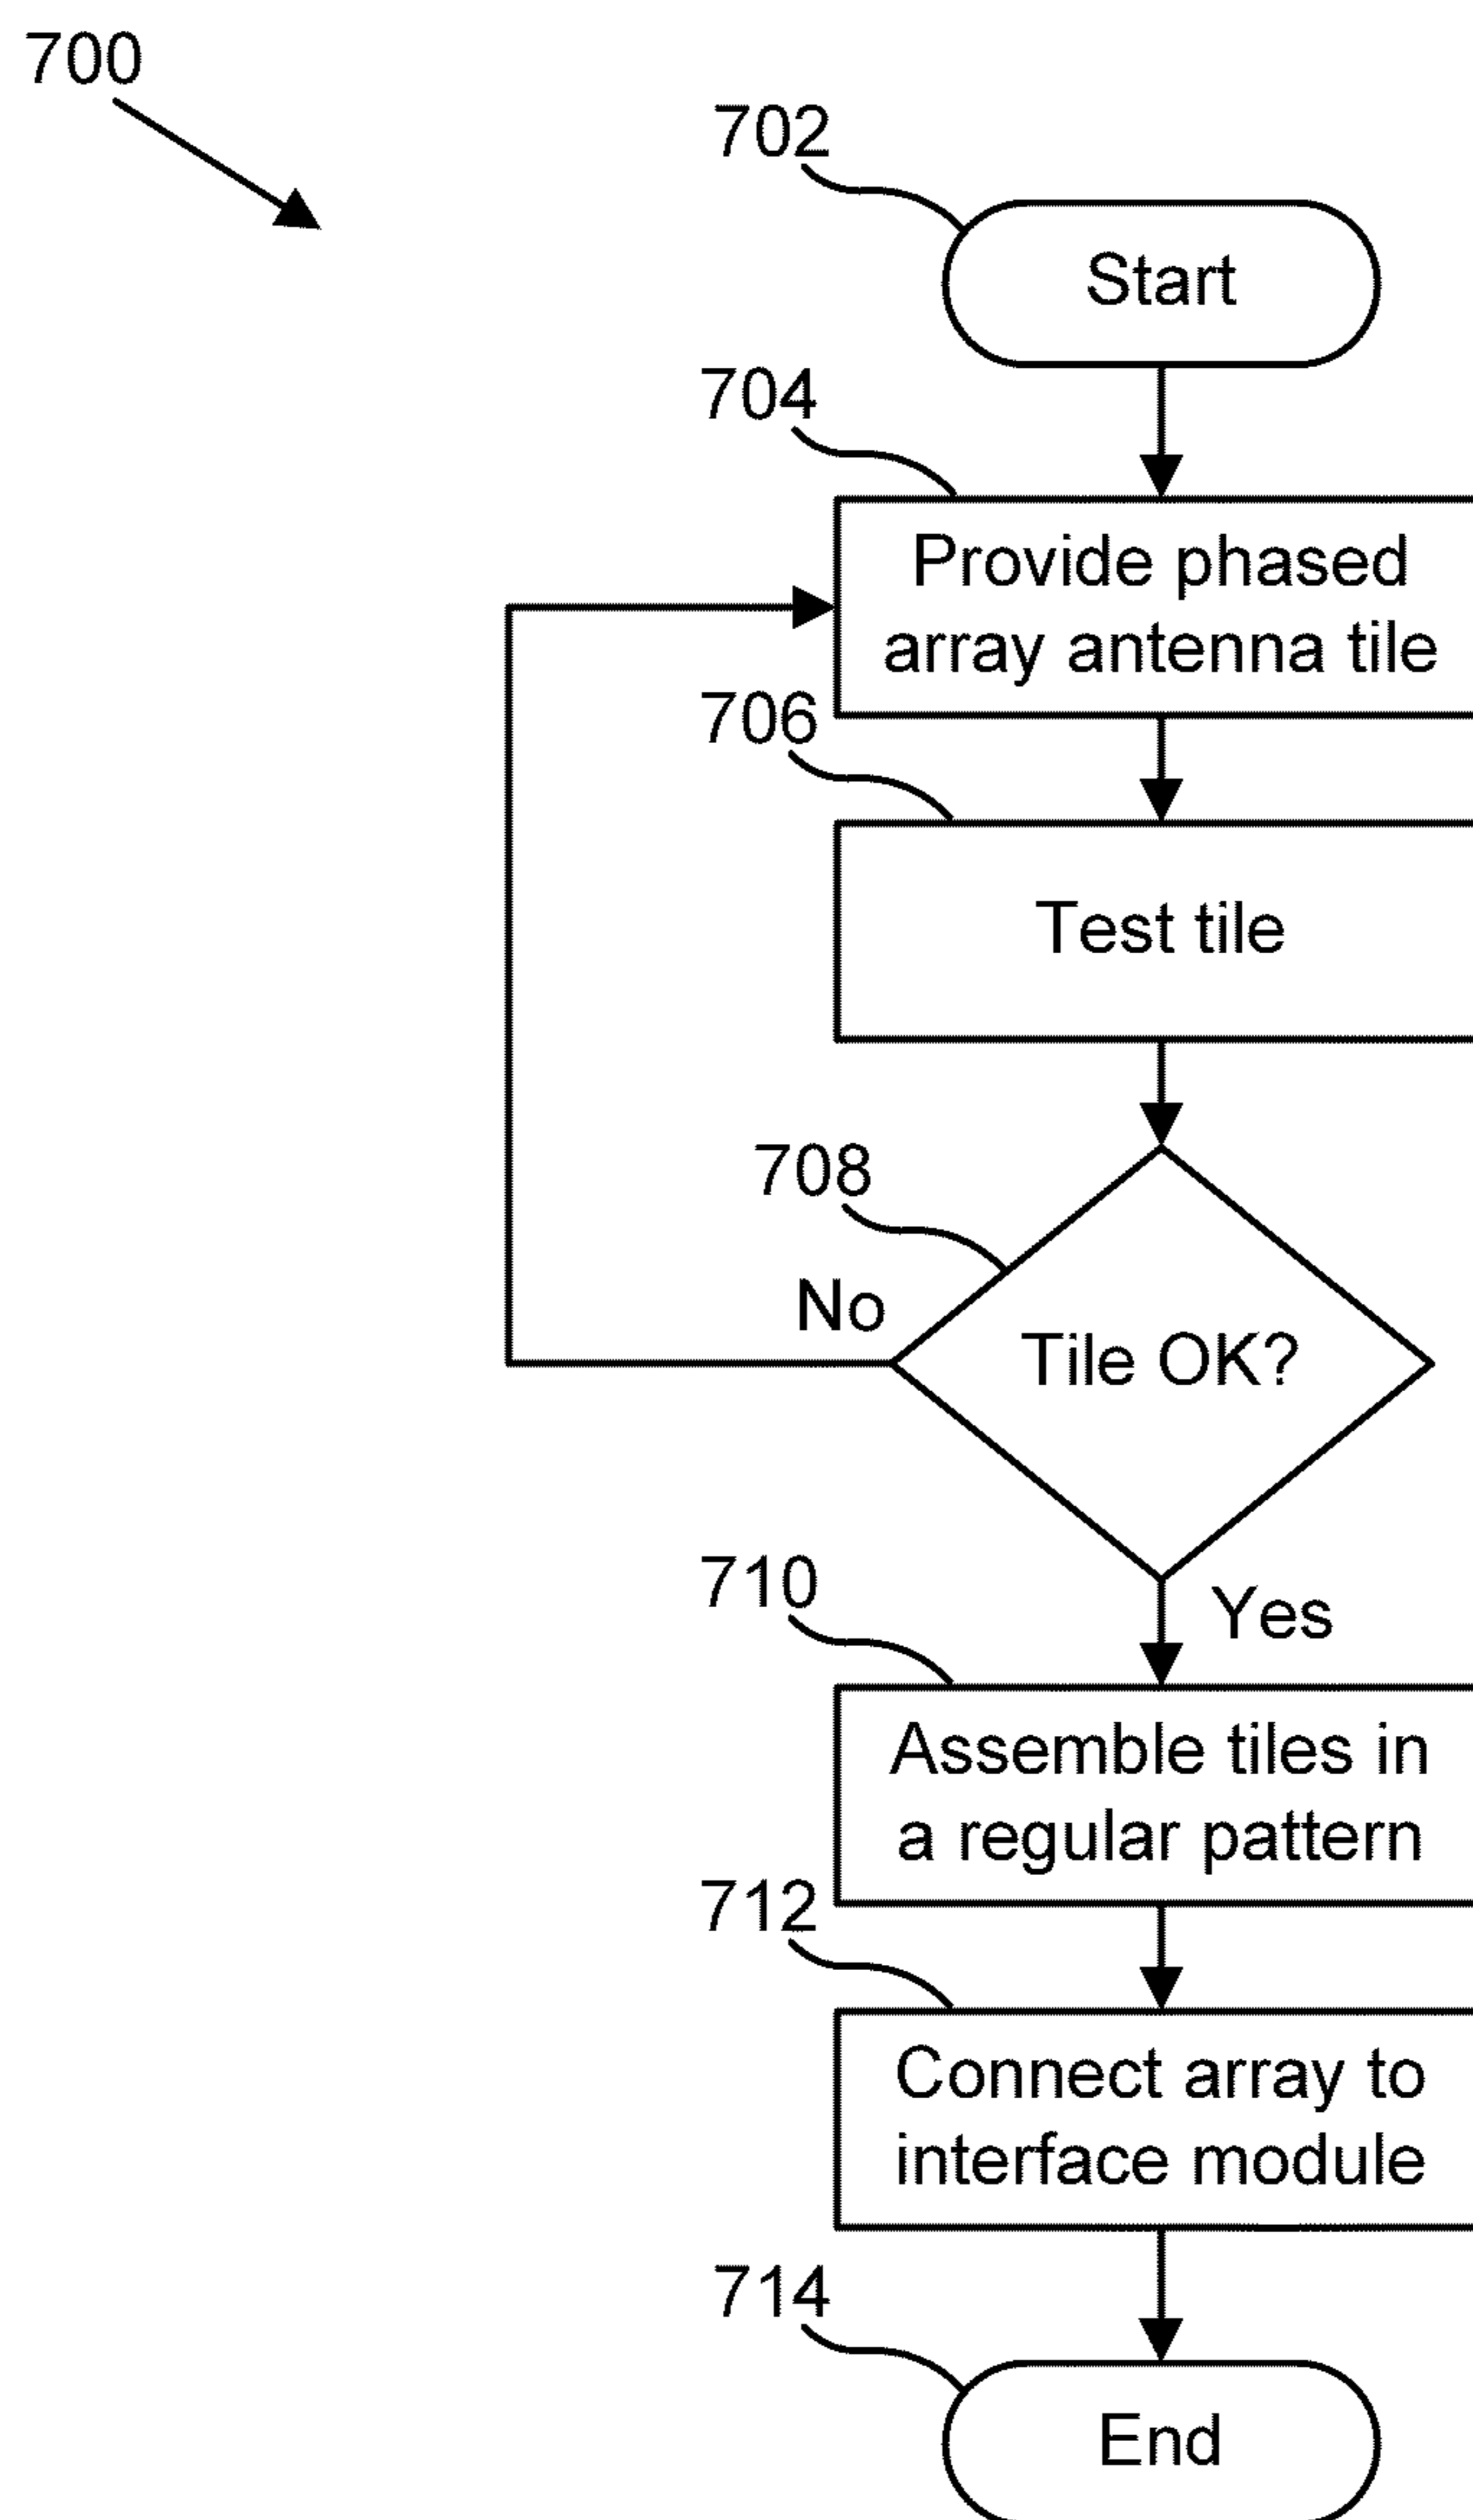 700
702
Start
704
Provide phased
array antenna tile
706
Test tile
708
No
Tile OK?
Yes
710
Assemble tiles in
a regular pattern
712
Connect array to
interface module
714
End